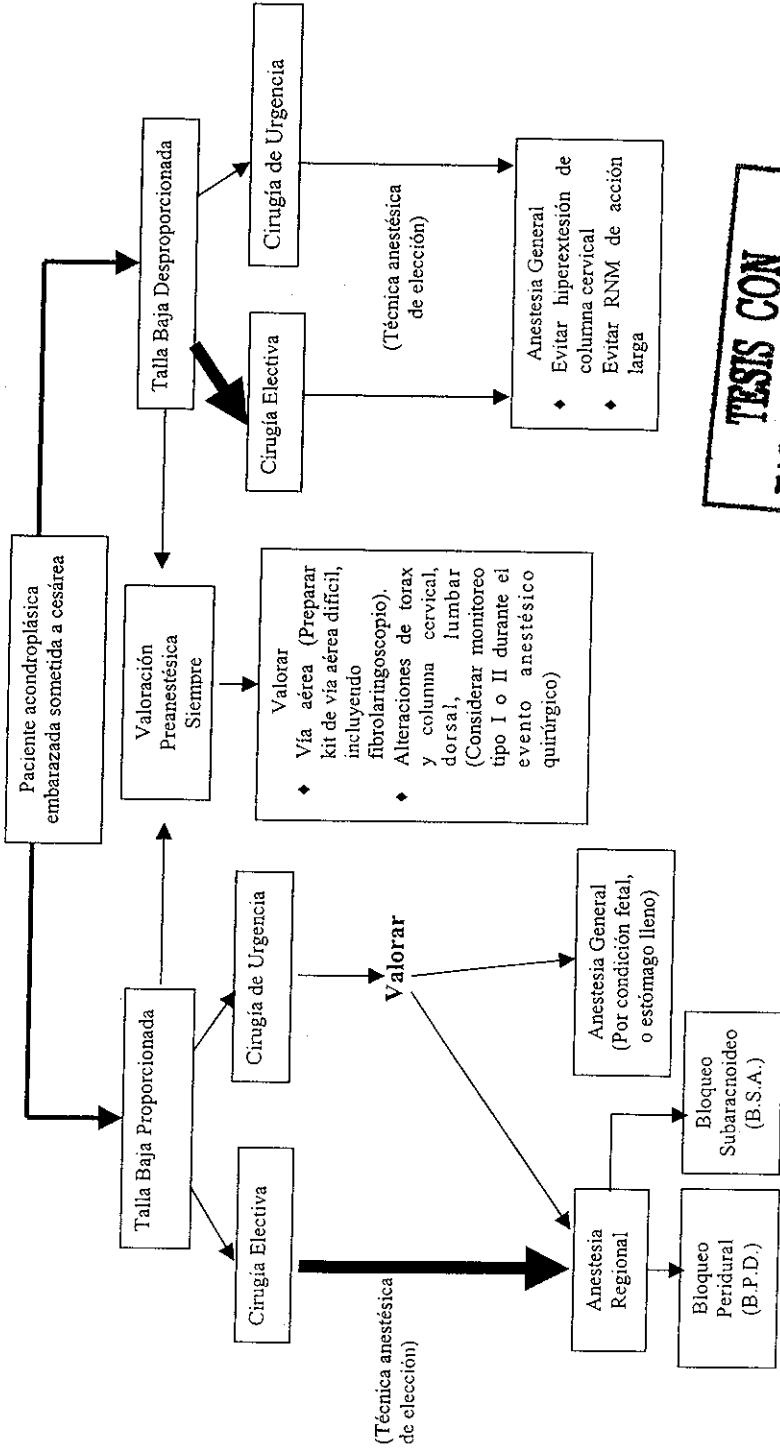 Paciente acondroplásica
embarazada sometida a cesárea
Talla Baja Proporcionada
Valoración
Preanestésica
Siempre
Talla Baja Desproporcionada
Cirugía Electiva
Cirugía de Urgencia
Valorar
♦ Vía aérea (Preparar
kit de vía aérea difícil,
incluyendo
fibrolaringoscopio).
♦ Alteraciones de torax
y columna cervical,
dorsal, lumbar
(Considerar monitoreo
tipo I o II durante el
evento anestésico
quirúrgico)
Cirugía Electiva
Cirugía de Urgencia
(Técnica anestésica
de elección)
Valorar
(Técnica anestésica
de elección)
Anestesia
Regional
Anestesia General
(Por condición fetal,
o estómago lleno)
Anestesia General
♦ Evitar hiperextesión de
columna cervical
♦ Evitar RNM de acción
larga
Bloqueo
Peridural
(B.P.D.)
Bloqueo
Subaracnoideo
(B.S.A.)
TESIS CON